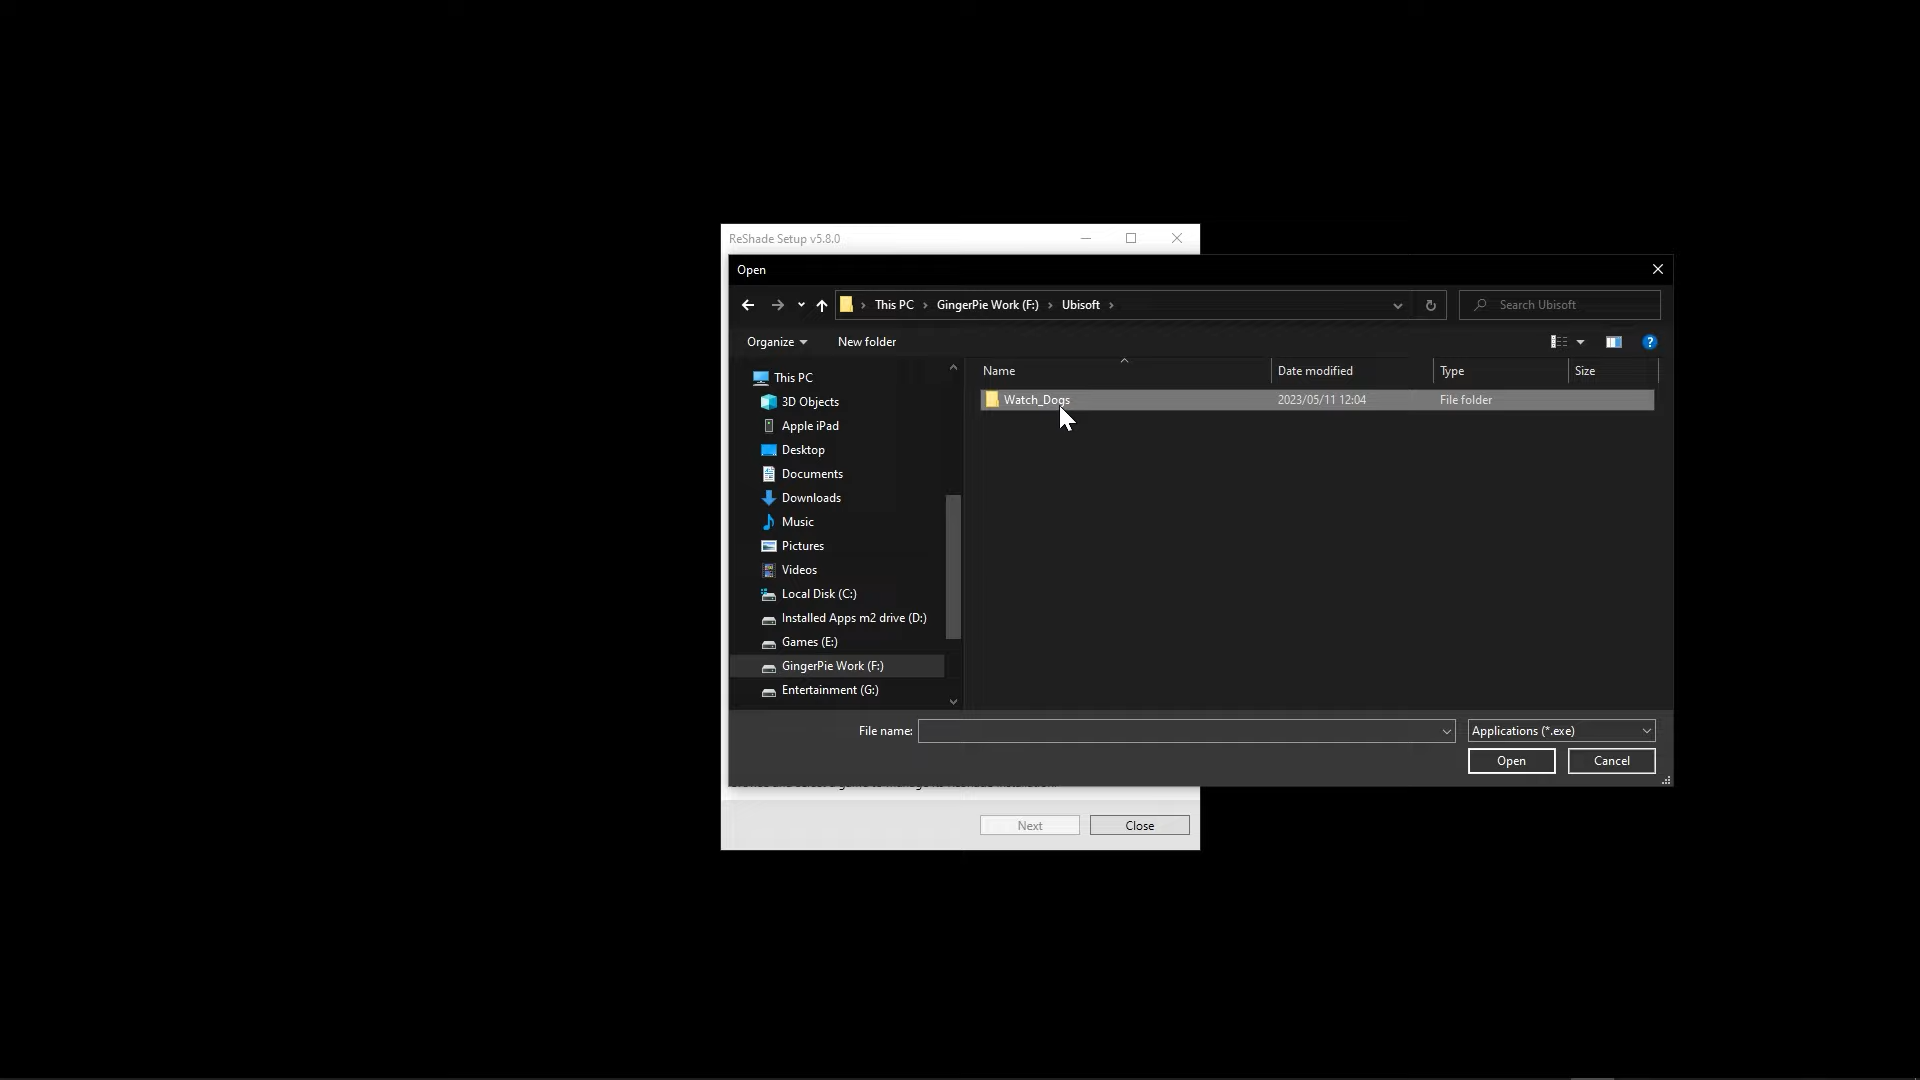 ReShade Setup v5.8.0
Open
This PC > GingerPie Work (F:) > Ubisoft >
Search Ubisoft
Organize
New folder
Name
Date modified
Type
Size
Watch_Dogs
2023/05/11 12:04
File folder
This PC
3D Objects
Apple iPad
Desktop
Documents
Downloads
Music
Pictures
Videos
Local Disk (C:)
Installed Apps m2 drive (D:)
Games (E:)
GingerPie Work (F:)
Entertainment (G:)
File name:
Applications (*.exe)
Open
Cancel
Next
Close